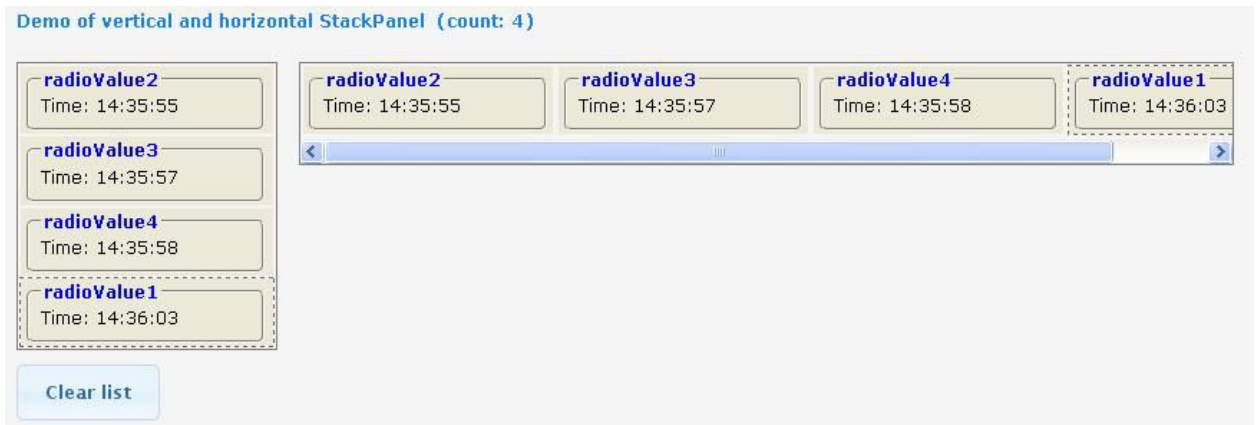 Demo of vertical and horizontal StackPanel (count: 4)
radioValue2
Time: 14:35:55
radioValue3
Time: 14:35:57
radioValue4
Time: 14:35:58
radioValue1
Time: 14:36:03
radioValue2
Time: 14:35:55
radioValue3
Time: 14:35:57
radioValue4
Time: 14:35:58
radioValue1
Time: 14:36:03
Clear list